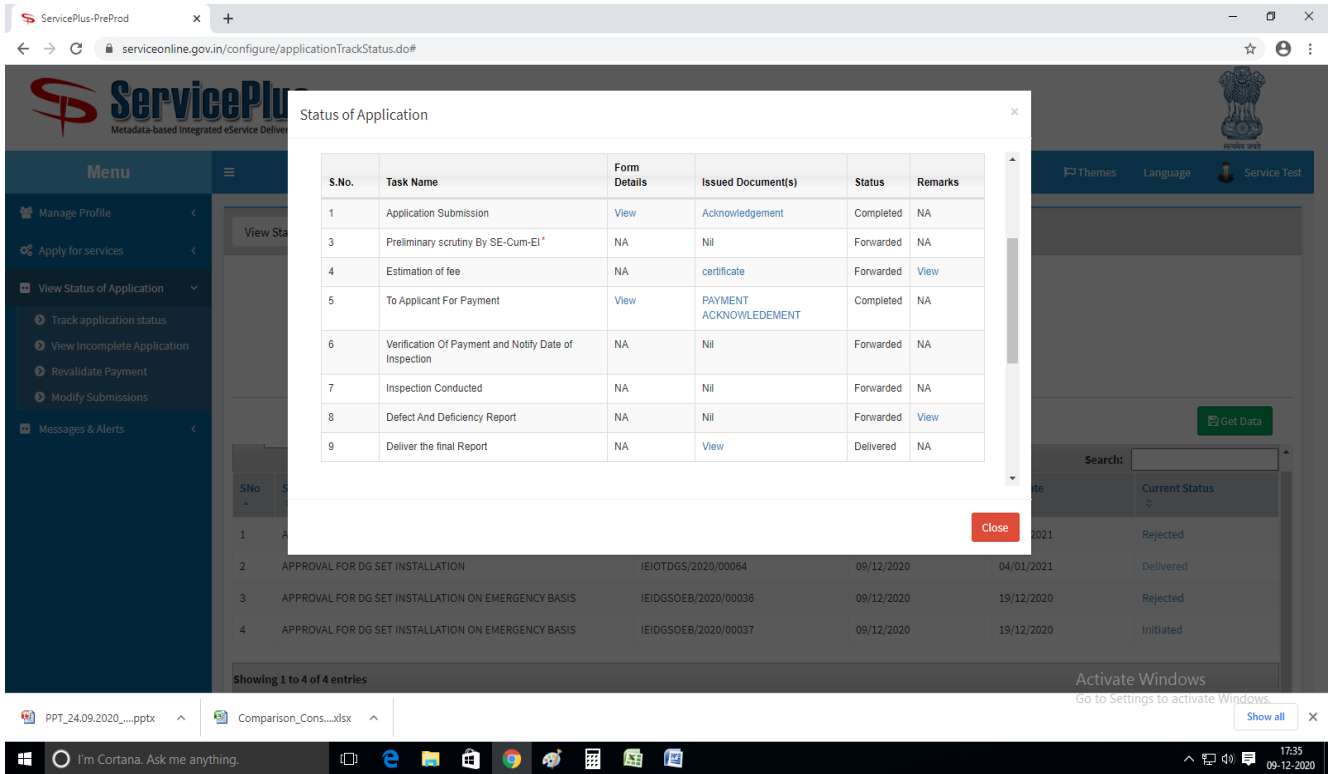 ServicePlus-PreProd
serviceonline.gov.in/configure/applicationTrackStatus.do#
ServicePlu
Metadata-based Integrated eService Deliver
सत्यमेव जयते
Menu
Themes Language Service Test
Manage Profile
Apply for services
View Status of Application
Track application status
View Incomplete Application
Revalidate Payment
Modify Submissions
Messages & Alerts
View Sta
Status of Application ×
S.No. Task Name Form Details Issued Document(s) Status Remarks
1 Application Submission View Acknowledgement Completed NA
3 Preliminary scrutiny By SE-Cum-EI* NA Nil Forwarded NA
4 Estimation of fee NA certificate Forwarded View
5 To Applicant For Payment View PAYMENT ACKNOWLEDEMENT Completed NA
6 Verification Of Payment and Notify Date of Inspection NA Nil Forwarded NA
7 Inspection Conducted NA Nil Forwarded NA
8 Defect And Deficiency Report NA Nil Forwarded View
9 Deliver the final Report NA View Delivered NA
Close
Get Data
Search:
SNo S te Current Status
1 A 2021 Rejected
2 APPROVAL FOR DG SET INSTALLATION IEIOTDGS/2020/00064 09/12/2020 04/01/2021 Delivered
3 APPROVAL FOR DG SET INSTALLATION ON EMERGENCY BASIS IEIDGSOEB/2020/00036 09/12/2020 19/12/2020 Rejected
4 APPROVAL FOR DG SET INSTALLATION ON EMERGENCY BASIS IEIDGSOEB/2020/00037 09/12/2020 19/12/2020 Initiated
Showing 1 to 4 of 4 entries
Activate Windows
Go to Settings to activate Windows.
PPT_24.09.2020_....pptx Comparison_Cons....xlsx Show all
I'm Cortana. Ask me anything.
17:35
09-12-2020